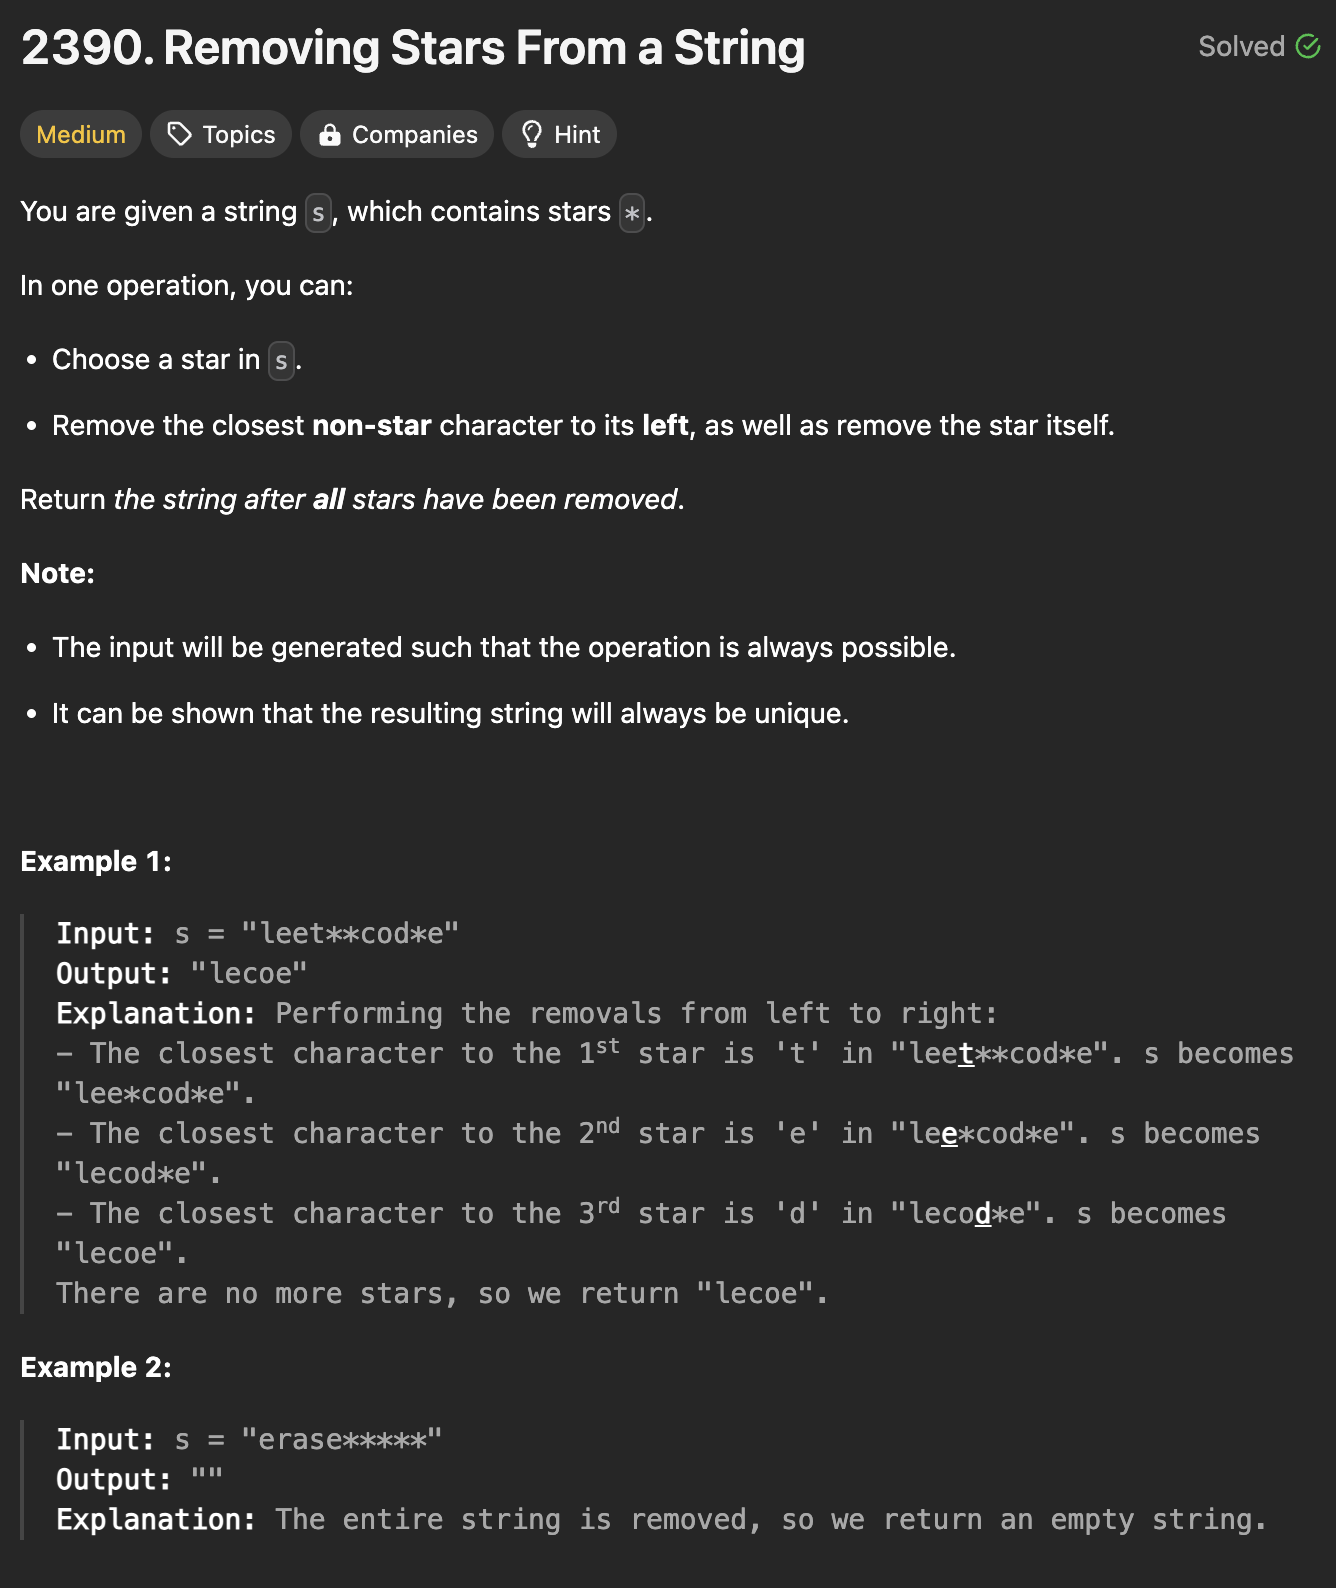 2390. Removing Stars From a String
Solved
Medium
Topics
Companies
Hint
You are given a string s, which contains stars *.
In one operation, you can:
• Choose a star in s.
• Remove the closest non-star character to its left, as well as remove the star itself.
Return the string after all stars have been removed.
Note:
• The input will be generated such that the operation is always possible.
• It can be shown that the resulting string will always be unique.
Example 1:
Input: s = "leet**cod*e"
Output: "lecoe"
Explanation: Performing the removals from left to right:
- The closest character to the 1st star is 't' in "leet**cod*e". s becomes
"lee*cod*e".
- The closest character to the 2nd star is 'e' in "lee*cod*e". s becomes
"lecod*e".
- The closest character to the 3rd star is 'd' in "lecod*e". s becomes
"lecoe".
There are no more stars, so we return "lecoe".
Example 2:
Input: s = "erase*****"
Output: ""
Explanation: The entire string is removed, so we return an empty string.